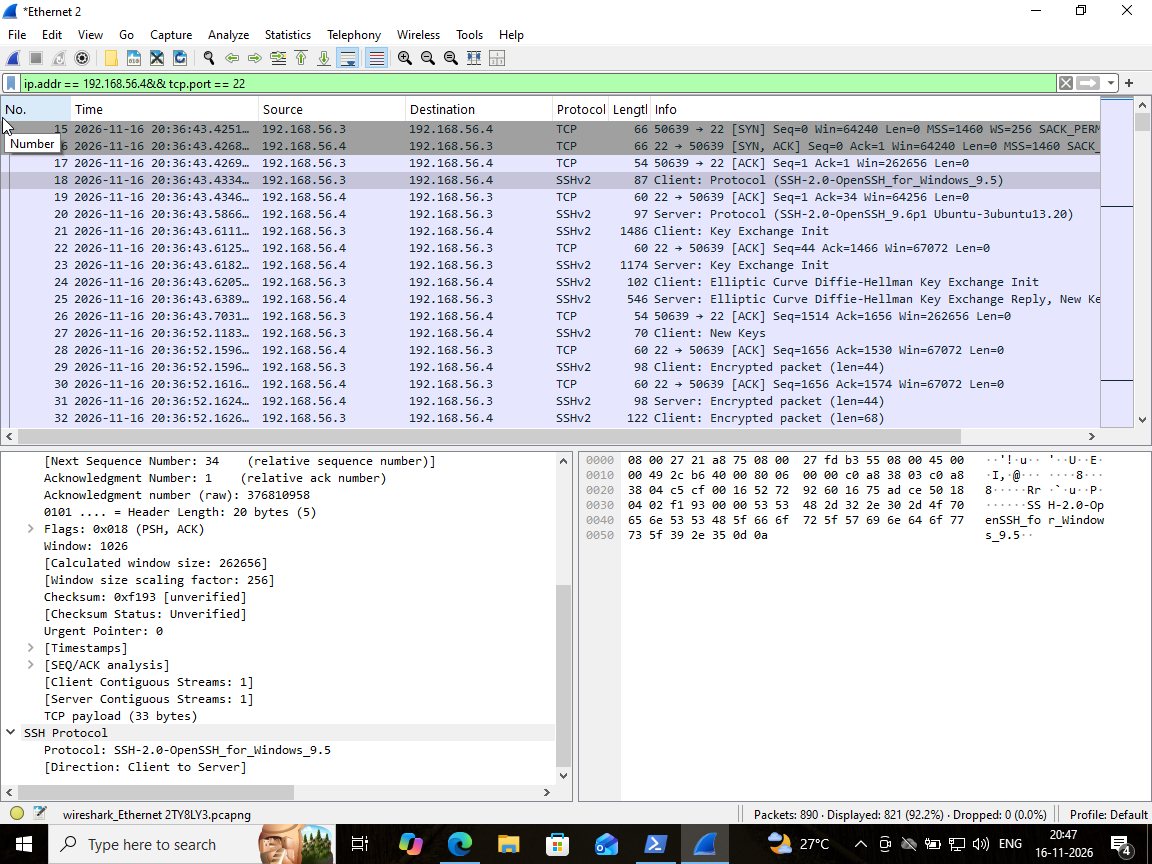 *Ethernet 2
File Edit View Go Capture Analyze Statistics Telephony Wireless Tools Help
ip.addr == 192.168.56.4&& tcp.port == 22
No. Time Source Destination Protocol Lengtl Info
15 2026-11-16 20:36:43.4251… 192.168.56.3 192.168.56.4 TCP 66 50639 → 22 [SYN] Seq=0 Win=64240 Len=0 MSS=1460 WS=256 SACK_PERM
6 2026-11-16 20:36:43.4268… 192.168.56.4 192.168.56.3 TCP 66 22 → 50639 [SYN, ACK] Seq=0 Ack=1 Win=64240 Len=0 MSS=1460 SACK_
Number
17 2026-11-16 20:36:43.4269… 192.168.56.3 192.168.56.4 TCP 54 50639 → 22 [ACK] Seq=1 Ack=1 Win=262656 Len=0
18 2026-11-16 20:36:43.4334… 192.168.56.3 192.168.56.4 SSHv2 87 Client: Protocol (SSH-2.0-OpenSSH_for_Windows_9.5)
19 2026-11-16 20:36:43.4346… 192.168.56.4 192.168.56.3 TCP 60 22 → 50639 [ACK] Seq=1 Ack=34 Win=64256 Len=0
20 2026-11-16 20:36:43.5866… 192.168.56.4 192.168.56.3 SSHv2 97 Server: Protocol (SSH-2.0-OpenSSH_9.6p1 Ubuntu-3ubuntu13.20)
21 2026-11-16 20:36:43.6111… 192.168.56.3 192.168.56.4 SSHv2 1486 Client: Key Exchange Init
22 2026-11-16 20:36:43.6125… 192.168.56.4 192.168.56.3 TCP 60 22 → 50639 [ACK] Seq=44 Ack=1466 Win=67072 Len=0
23 2026-11-16 20:36:43.6182… 192.168.56.4 192.168.56.3 SSHv2 1174 Server: Key Exchange Init
24 2026-11-16 20:36:43.6205… 192.168.56.3 192.168.56.4 SSHv2 102 Client: Elliptic Curve Diffie-Hellman Key Exchange Init
25 2026-11-16 20:36:43.6389… 192.168.56.4 192.168.56.3 SSHv2 546 Server: Elliptic Curve Diffie-Hellman Key Exchange Reply, New Ke
26 2026-11-16 20:36:43.7031… 192.168.56.3 192.168.56.4 TCP 54 50639 → 22 [ACK] Seq=1514 Ack=1656 Win=262656 Len=0
27 2026-11-16 20:36:52.1183… 192.168.56.3 192.168.56.4 SSHv2 70 Client: New Keys
28 2026-11-16 20:36:52.1596… 192.168.56.4 192.168.56.3 TCP 60 22 → 50639 [ACK] Seq=1656 Ack=1530 Win=67072 Len=0
29 2026-11-16 20:36:52.1596… 192.168.56.3 192.168.56.4 SSHv2 98 Client: Encrypted packet (len=44)
30 2026-11-16 20:36:52.1616… 192.168.56.4 192.168.56.3 TCP 60 22 → 50639 [ACK] Seq=1656 Ack=1574 Win=67072 Len=0
31 2026-11-16 20:36:52.1624… 192.168.56.4 192.168.56.3 SSHv2 98 Server: Encrypted packet (len=44)
32 2026-11-16 20:36:52.1626… 192.168.56.3 192.168.56.4 SSHv2 122 Client: Encrypted packet (len=68)
[Next Sequence Number: 34 (relative sequence number)]
Acknowledgment Number: 1 (relative ack number)
Acknowledgment number (raw): 376810958
0101 .... = Header Length: 20 bytes (5)
Flags: 0x018 (PSH, ACK)
Window: 1026
[Calculated window size: 262656]
[Window size scaling factor: 256]
Checksum: 0xf193 [unverified]
[Checksum Status: Unverified]
Urgent Pointer: 0
[Timestamps]
[SEQ/ACK analysis]
[Client Contiguous Streams: 1]
[Server Contiguous Streams: 1]
TCP payload (33 bytes)
SSH Protocol
Protocol: SSH-2.0-OpenSSH_for_Windows_9.5
[Direction: Client to Server]
0000 08 00 27 21 a8 75 08 00 27 fd b3 55 08 00 45 00 ··'!·u·· '··U··E·
0010 00 49 2c b6 40 00 80 06 00 00 c0 a8 38 03 c0 a8 ·I,·@··· ····8···
0020 38 04 c5 cf 00 16 52 72 92 60 16 75 ad ce 50 18 8·····Rr ·`·u··P·
0030 04 02 f1 93 00 00 53 53 48 2d 32 2e 30 2d 4f 70 ······SS H-2.0-Op
0040 65 6e 53 53 48 5f 66 6f 72 5f 57 69 6e 64 6f 77 enSSH_fo r_Window
0050 73 5f 39 2e 35 0d 0a s_9.5··
wireshark_Ethernet 2TY8LY3.pcapng Packets: 890 · Displayed: 821 (92.2%) · Dropped: 0 (0.0%) Profile: Default
Type here to search 27°C ENG 20:47
16-11-2026 4